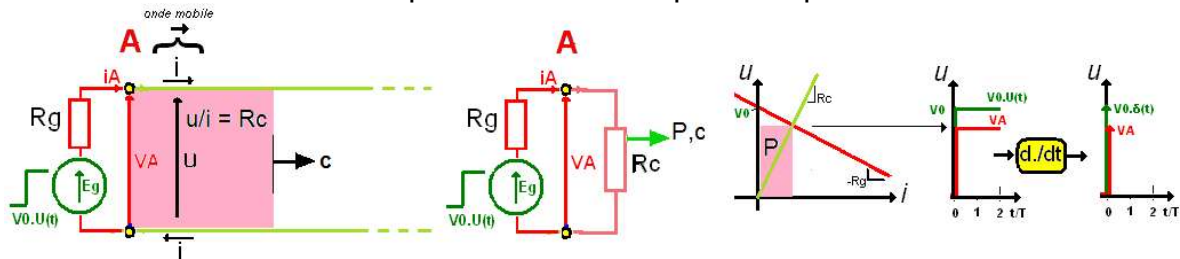 onde mobile
A
i
iA
Rg
u/i = Rc
VA
u
c
Eg
V0.U(t)
i
A
iA
Rg
P,c
VA
Rc
Eg
V0.U(t)
u
Rc
V0
P
-Rg
i
u
V0
V0.U(t)
VA
0 1 2 t/T
d./dt
u
V0.δ(t)
VA
0 1 2 t/T